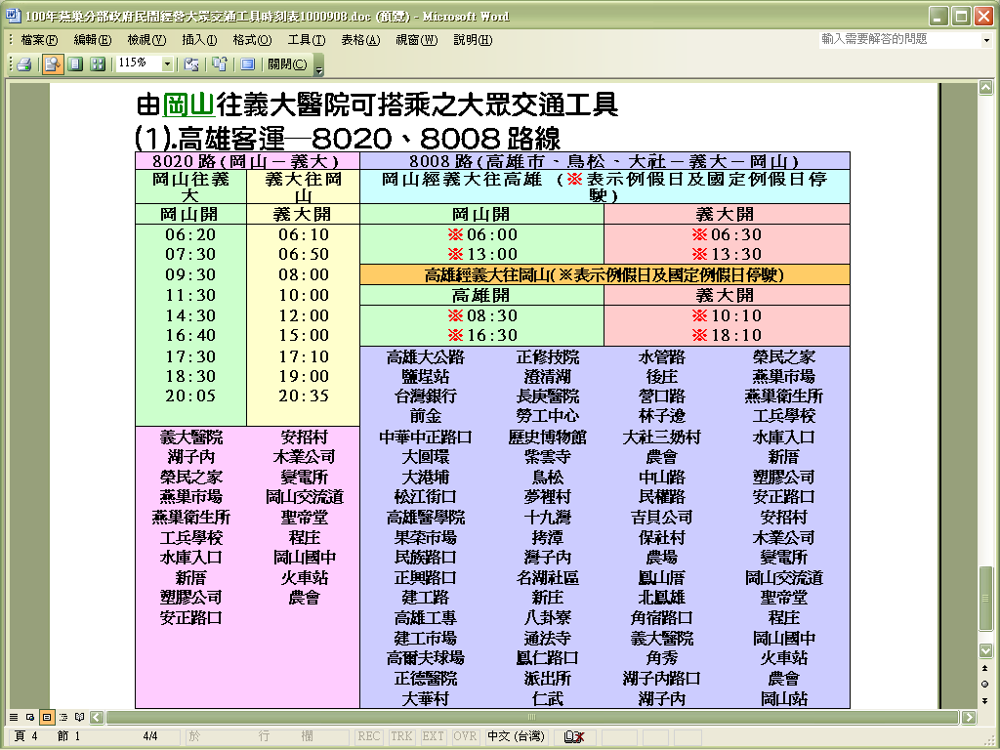 100年燕巢分部政府民間經營大眾交通工具時刻表1000908.doc (預覽) - Microsoft Word
檔案(F) 編輯(E) 檢視(V) 插入(I) 格式(O) 工具(T) 表格(A) 視窗(W) 說明(H) 輸入需要解答的問題
115% 關閉(C)
由岡山往義大醫院可搭乘之大眾交通工具
(1).高雄客運—8020、8008 路線
8020 路(岡山－義大) 8008 路(高雄市、鳥松、大社－義大－岡山)
岡山往義大 義大往岡山 岡山經義大往高雄 (※表示例假日及國定例假日停駛)
岡山開 義大開 岡山開 義大開
06:20 06:10 ※06:00 ※06:30
07:30 06:50 ※13:00 ※13:30
09:30 08:00 高雄經義大往岡山(※表示例假日及國定例假日停駛)
11:30 10:00 高雄開 義大開
14:30 12:00 ※08:30 ※10:10
16:40 15:00 ※16:30 ※18:10
17:30 17:10 高雄大公路 正修技院 水管路 榮民之家
18:30 19:00 鹽埕站 澄清湖 後庄 燕巢市場
20:05 20:35 台灣銀行 長庚醫院 營口路 燕巢衛生所
前金 勞工中心 林子邊 工兵學校
義大醫院 安招村 中華中正路口 歷史博物館 大社三奶村 水庫入口
湖子內 木業公司 大圓環 紫雲寺 農會 新厝
榮民之家 變電所 大港埔 鳥松 中山路 塑膠公司
燕巢市場 岡山交流道 松江街口 夢裡村 民權路 安正路口
燕巢衛生所 聖帝堂 高雄醫學院 十九灣 吉貝公司 安招村
工兵學校 程庄 果菜市場 拷潭 保社村 木業公司
水庫入口 岡山國中 民族路口 灣子內 農場 變電所
新厝 火車站 正興路口 名湖社區 鳳山厝 岡山交流道
塑膠公司 農會 建工路 新庄 北鳳雄 聖帝堂
安正路口 高雄工專 八卦寮 角宿路口 程庄
建工市場 通法寺 義大醫院 岡山國中
高爾夫球場 鳳仁路口 角秀 火車站
正德醫院 派出所 湖子內路口 農會
大華村 仁武 湖子內 岡山站
頁 4 節 1 4/4 於 行 欄 REC TRK EXT OVR 中文 (台灣)